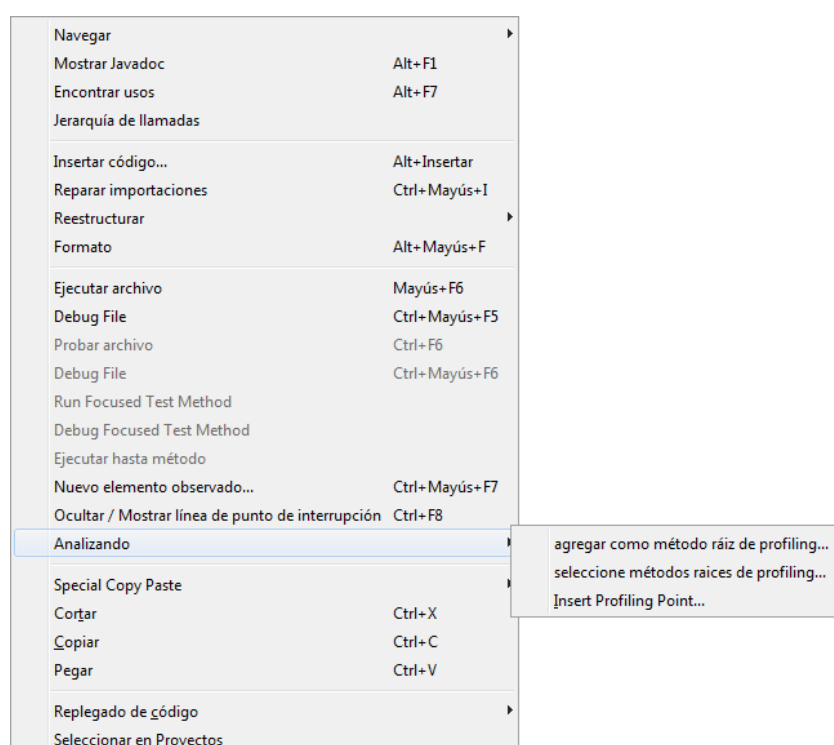 Navegar
Mostrar Javadoc Alt+F1
Encontrar usos Alt+F7
Jerarquía de llamadas
Insertar código... Alt+Insertar
Reparar importaciones Ctrl+Mayús+I
Reestructurar
Formato Alt+Mayús+F
Ejecutar archivo Mayús+F6
Debug File Ctrl+Mayús+F5
Probar archivo Ctrl+F6
Debug File Ctrl+Mayús+F6
Run Focused Test Method
Debug Focused Test Method
Ejecutar hasta método
Nuevo elemento observado... Ctrl+Mayús+F7
Ocultar / Mostrar línea de punto de interrupción Ctrl+F8
Analizando
agregar como método ráiz de profiling...
seleccione métodos raices de profiling...
Insert Profiling Point...
Special Copy Paste
Cortar Ctrl+X
Copiar Ctrl+C
Pegar Ctrl+V
Replegado de código
Seleccionar en Proyectos